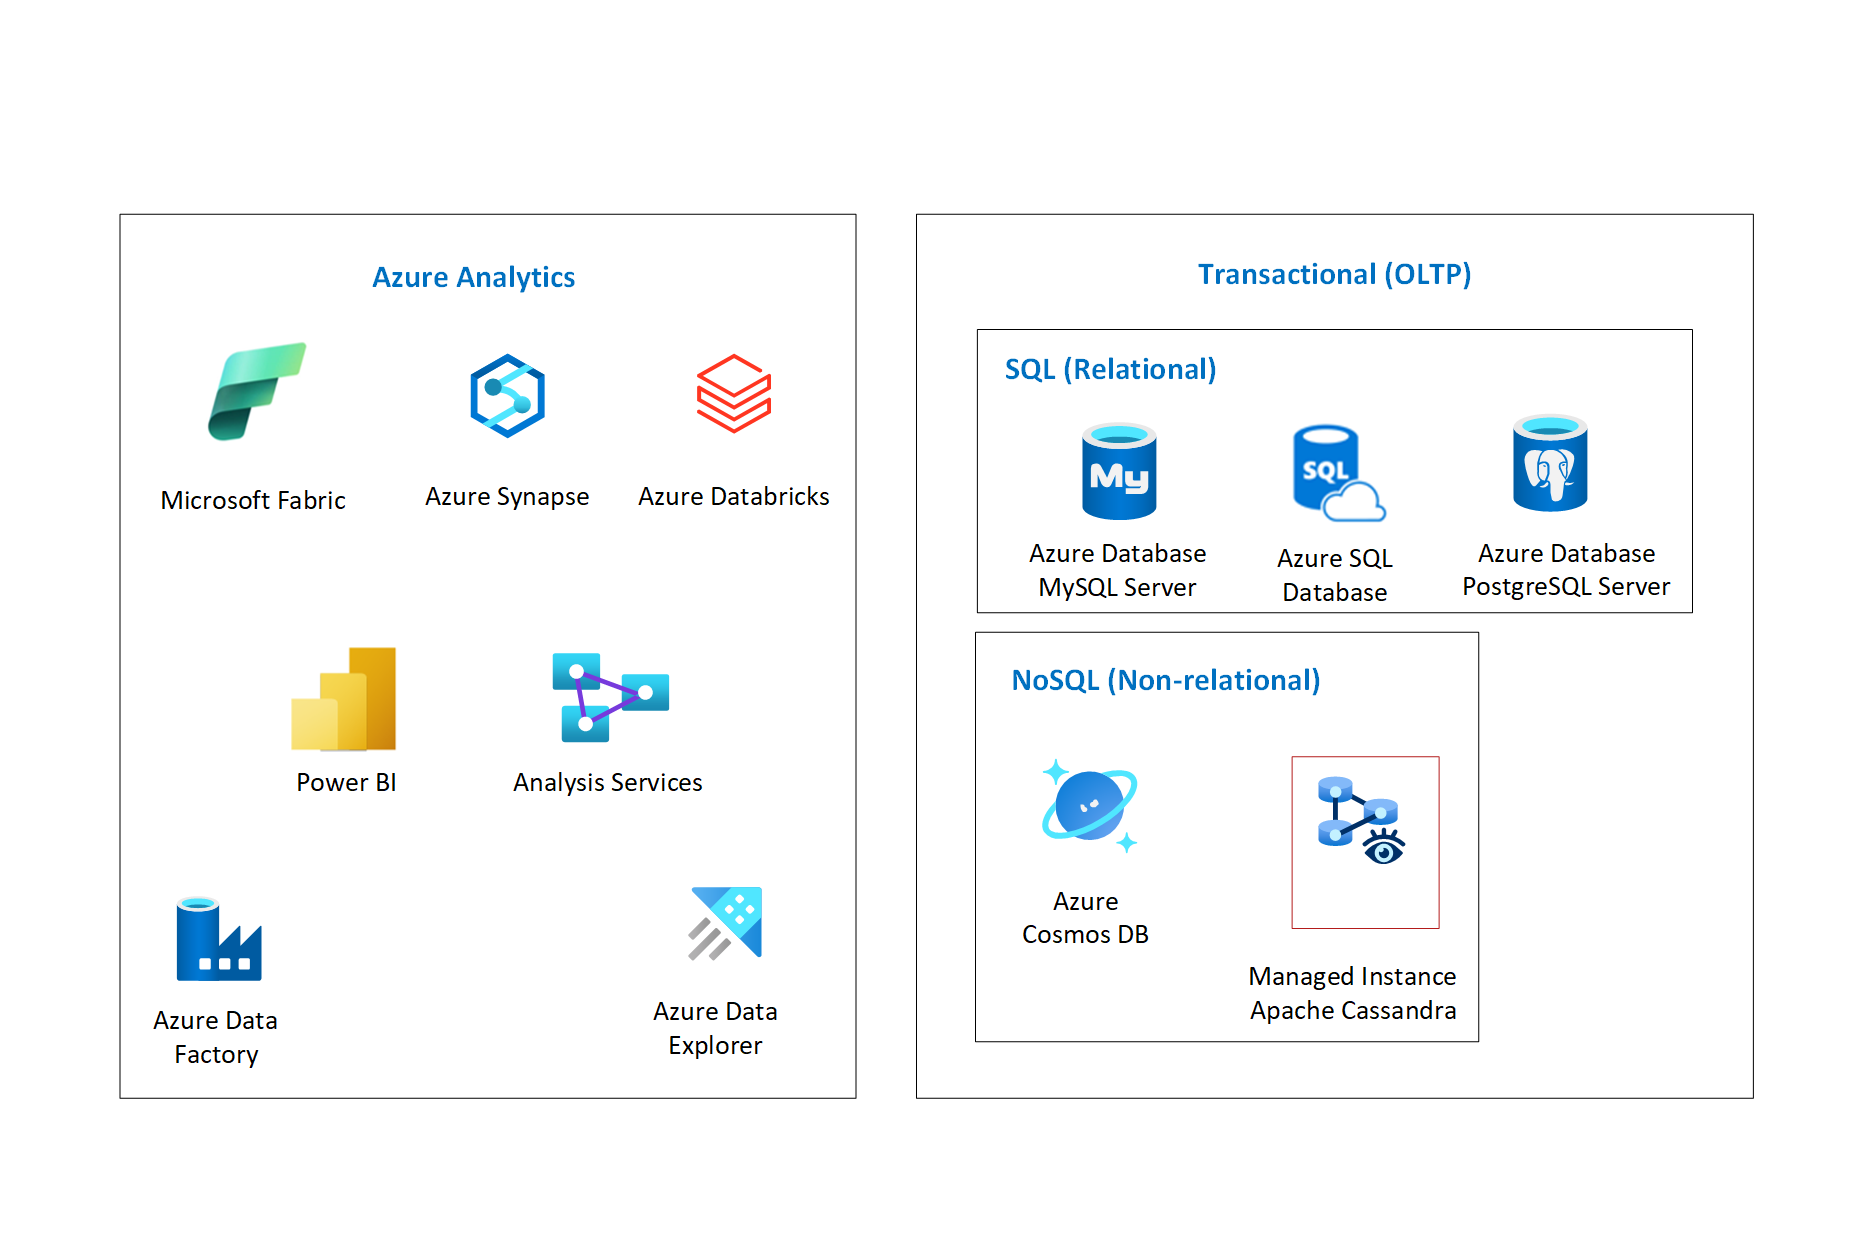 Azure Analytics
Microsoft Fabric
Azure Synapse
Azure Databricks
Power BI
Analysis Services
Azure Data
Factory
Azure Data
Explorer
Transactional (OLTP)
SQL (Relational)
My
SQL
Azure Database
MySQL Server
Azure SQL
Database
Azure Database
PostgreSQL Server
NoSQL (Non-relational)
Azure
Cosmos DB
Managed Instance
Apache Cassandra